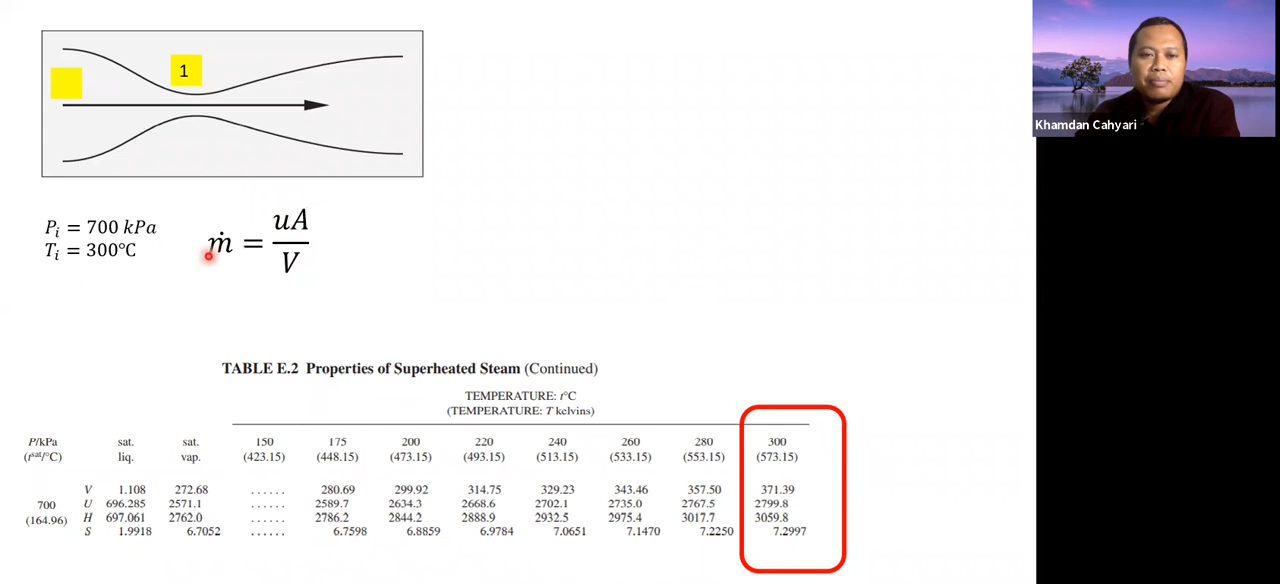 1
Khamdan Cahyari
P_i = 700 kPa
T_i = 300°C
ṁ = uA/V
TABLE E.2 Properties of Superheated Steam (Continued)
TEMPERATURE: t°C
(TEMPERATURE: T kelvins)
P/kPa sat. sat. 150 175 200 220 240 260 280 300
(t^sat/°C) liq. vap. (423.15) (448.15) (473.15) (493.15) (513.15) (533.15) (553.15) (573.15)
V 1.108 272.68 ...... 280.69 299.92 314.75 329.23 343.46 357.50 371.39
700 U 696.285 2571.1 ...... 2589.7 2634.3 2668.6 2702.1 2735.0 2767.5 2799.8
(164.96) H 697.061 2762.0 ...... 2786.2 2844.2 2888.9 2932.5 2975.4 3017.7 3059.8
S 1.9918 6.7052 ...... 6.7598 6.8859 6.9784 7.0651 7.1470 7.2250 7.2997